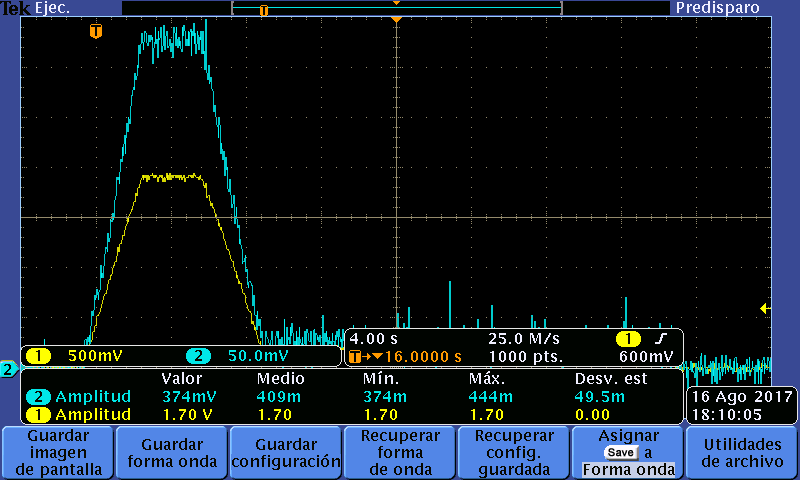 Tek Ejec. T Predisparo
T
1 500mV 2 50.0mV
4.00 s 25.0 M/s 1
T→▼16.0000 s 1000 pts. 600mV
2
Valor Medio Mín. Máx. Desv. est
2 Amplitud 374mV 409m 374m 444m 49.5m
1 Amplitud 1.70 V 1.70 1.70 1.70 0.00
16 Ago 2017
18:10:05
Guardar
imagen
de pantalla
Guardar
forma onda
Guardar
configuración
Recuperar
forma
de onda
Recuperar
config.
guardada
Asignar
Save a
Forma onda
Utilidades
de archivo